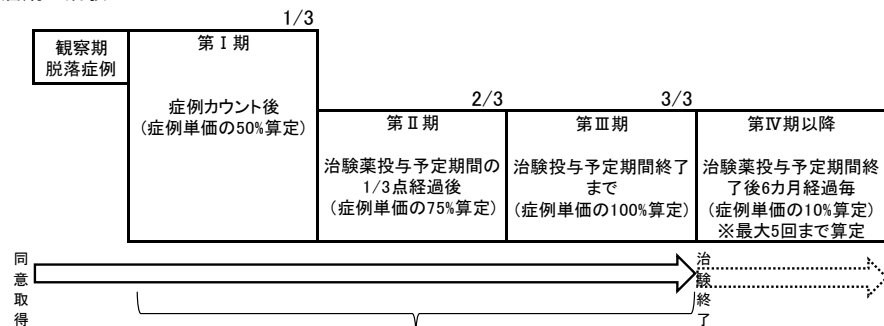 1/3
観察期
脱落症例
第Ⅰ期
症例カウント後
(症例単価の50%算定)
2/3
第Ⅱ期
治験薬投与予定期間の
1/3点経過後
(症例単価の75%算定)
3/3
第Ⅲ期
治験投与予定期間終了
まで
(症例単価の100%算定)
第Ⅳ期以降
治験薬投与予定期間終
了後6カ月経過毎
(症例単価の10%算定)
※最大5回まで算定
同意取得
治験終了